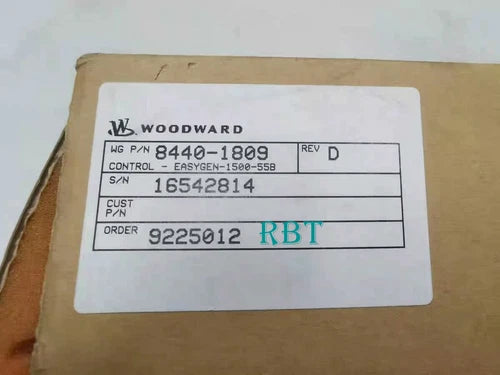 WOODWARD
WG P/N 8440-1809 REV D
CONTROL - EASYGEN-1500-55B
S/N 16542814
CUST
P/N
ORDER 9225012 RBT